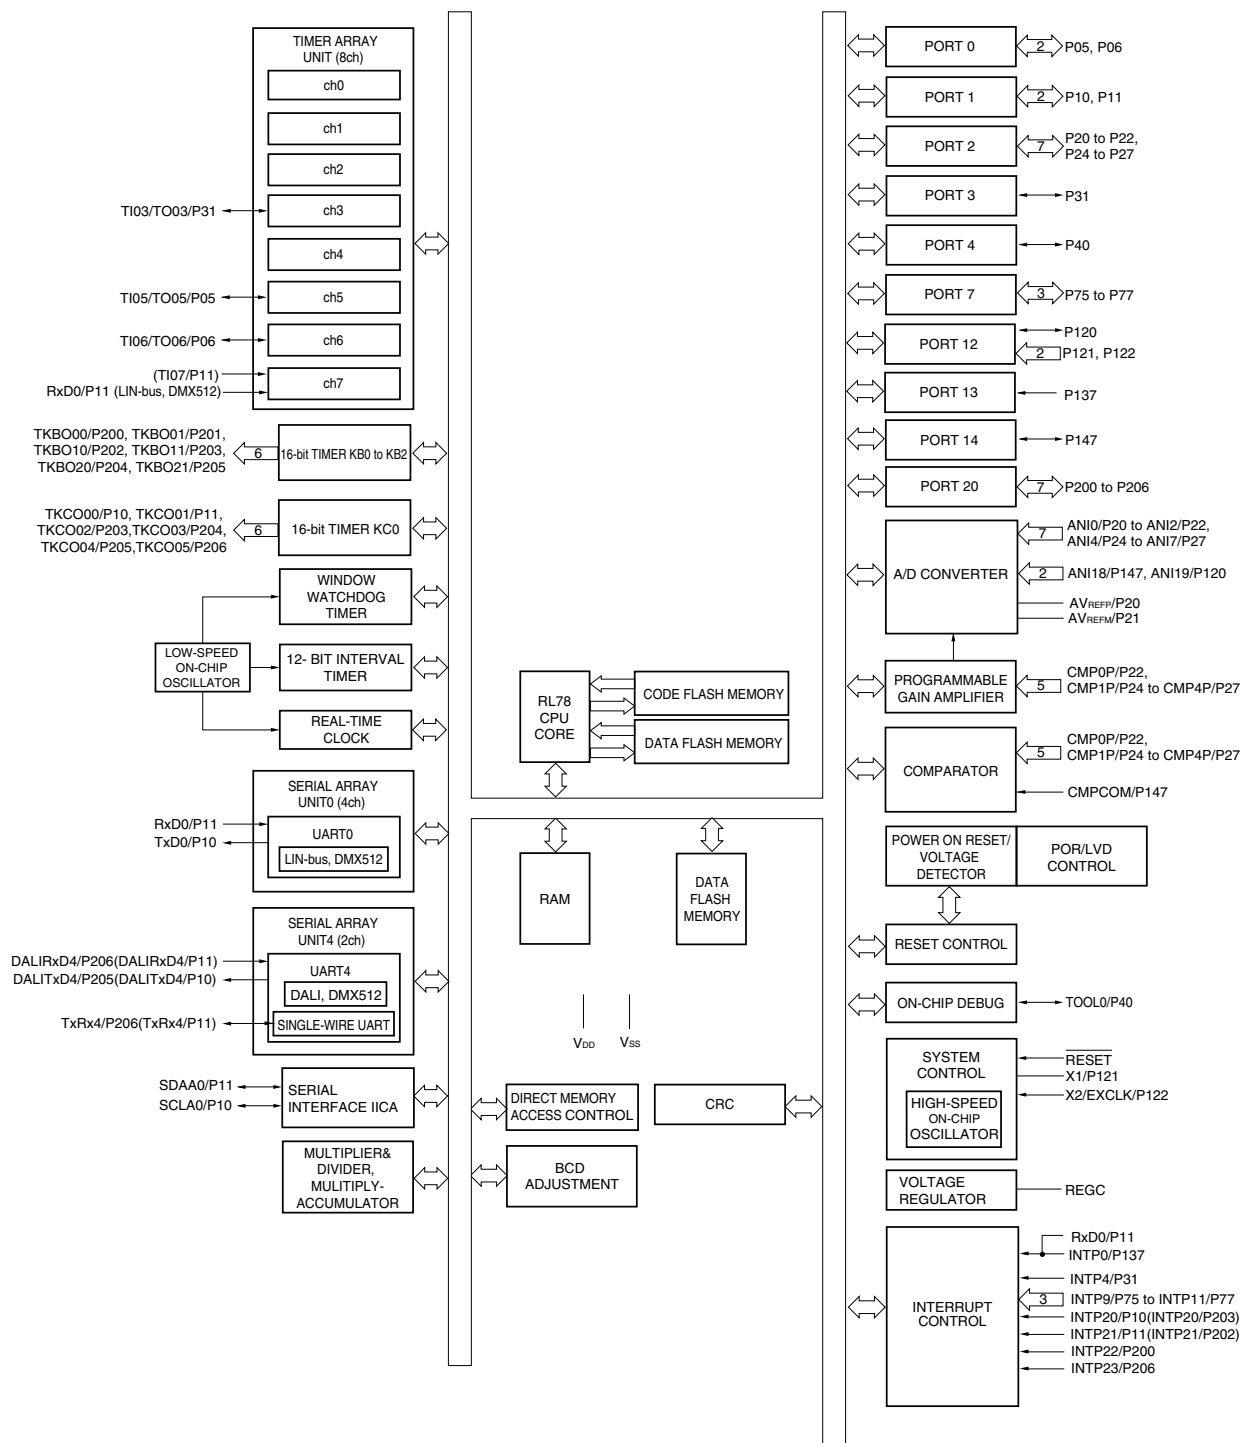 TIMER ARRAY
UNIT (8ch)
ch0
ch1
ch2
TI03/TO03/P31
ch3
ch4
TI05/TO05/P05
ch5
TI06/TO06/P06
ch6
(TI07/P11)
RxD0/P11 (LIN-bus, DMX512)
ch7
TKBO00/P200, TKBO01/P201,
TKBO10/P202, TKBO11/P203,
TKBO20/P204, TKBO21/P205
6
16-bit TIMER KB0 to KB2
TKCO00/P10, TKCO01/P11,
TKCO02/P203,TKCO03/P204,
TKCO04/P205,TKCO05/P206
6
16-bit TIMER KC0
WINDOW
WATCHDOG
TIMER
LOW-SPEED
ON-CHIP
OSCILLATOR
12- BIT INTERVAL
TIMER
REAL-TIME
CLOCK
SERIAL ARRAY
UNIT0 (4ch)
RxD0/P11
TxD0/P10
UART0
LIN-bus, DMX512
SERIAL ARRAY
UNIT4 (2ch)
DALIRxD4/P206(DALIRxD4/P11)
DALITxD4/P205(DALITxD4/P10)
UART4
DALI, DMX512
TxRx4/P206(TxRx4/P11)
SINGLE-WIRE UART
SDAA0/P11
SCLA0/P10
SERIAL
INTERFACE IICA
MULTIPLIER&
DIVIDER,
MULITIPLY-
ACCUMULATOR
RL78
CPU
CORE
CODE FLASH MEMORY
DATA FLASH MEMORY
RAM
DATA
FLASH
MEMORY
VDD
VSS
DIRECT MEMORY
ACCESS CONTROL
CRC
BCD
ADJUSTMENT
PORT 0
2
P05, P06
PORT 1
2
P10, P11
PORT 2
7
P20 to P22,
P24 to P27
PORT 3
P31
PORT 4
P40
PORT 7
3
P75 to P77
PORT 12
P120
2
P121, P122
PORT 13
P137
PORT 14
P147
PORT 20
7
P200 to P206
A/D CONVERTER
7
ANI0/P20 to ANI2/P22,
ANI4/P24 to ANI7/P27
2
ANI18/P147, ANI19/P120
AVREFP/P20
AVREFM/P21
PROGRAMMABLE
GAIN AMPLIFIER
5
CMP0P/P22,
CMP1P/P24 to CMP4P/P27
COMPARATOR
5
CMP0P/P22,
CMP1P/P24 to CMP4P/P27
CMPCOM/P147
POWER ON RESET/
VOLTAGE
DETECTOR
POR/LVD
CONTROL
RESET CONTROL
ON-CHIP DEBUG
TOOL0/P40
SYSTEM
CONTROL
HIGH-SPEED
ON-CHIP
OSCILLATOR
RESET
X1/P121
X2/EXCLK/P122
VOLTAGE
REGULATOR
REGC
INTERRUPT
CONTROL
RxD0/P11
INTP0/P137
INTP4/P31
3
INTP9/P75 to INTP11/P77
INTP20/P10(INTP20/P203)
INTP21/P11(INTP21/P202)
INTP22/P200
INTP23/P206